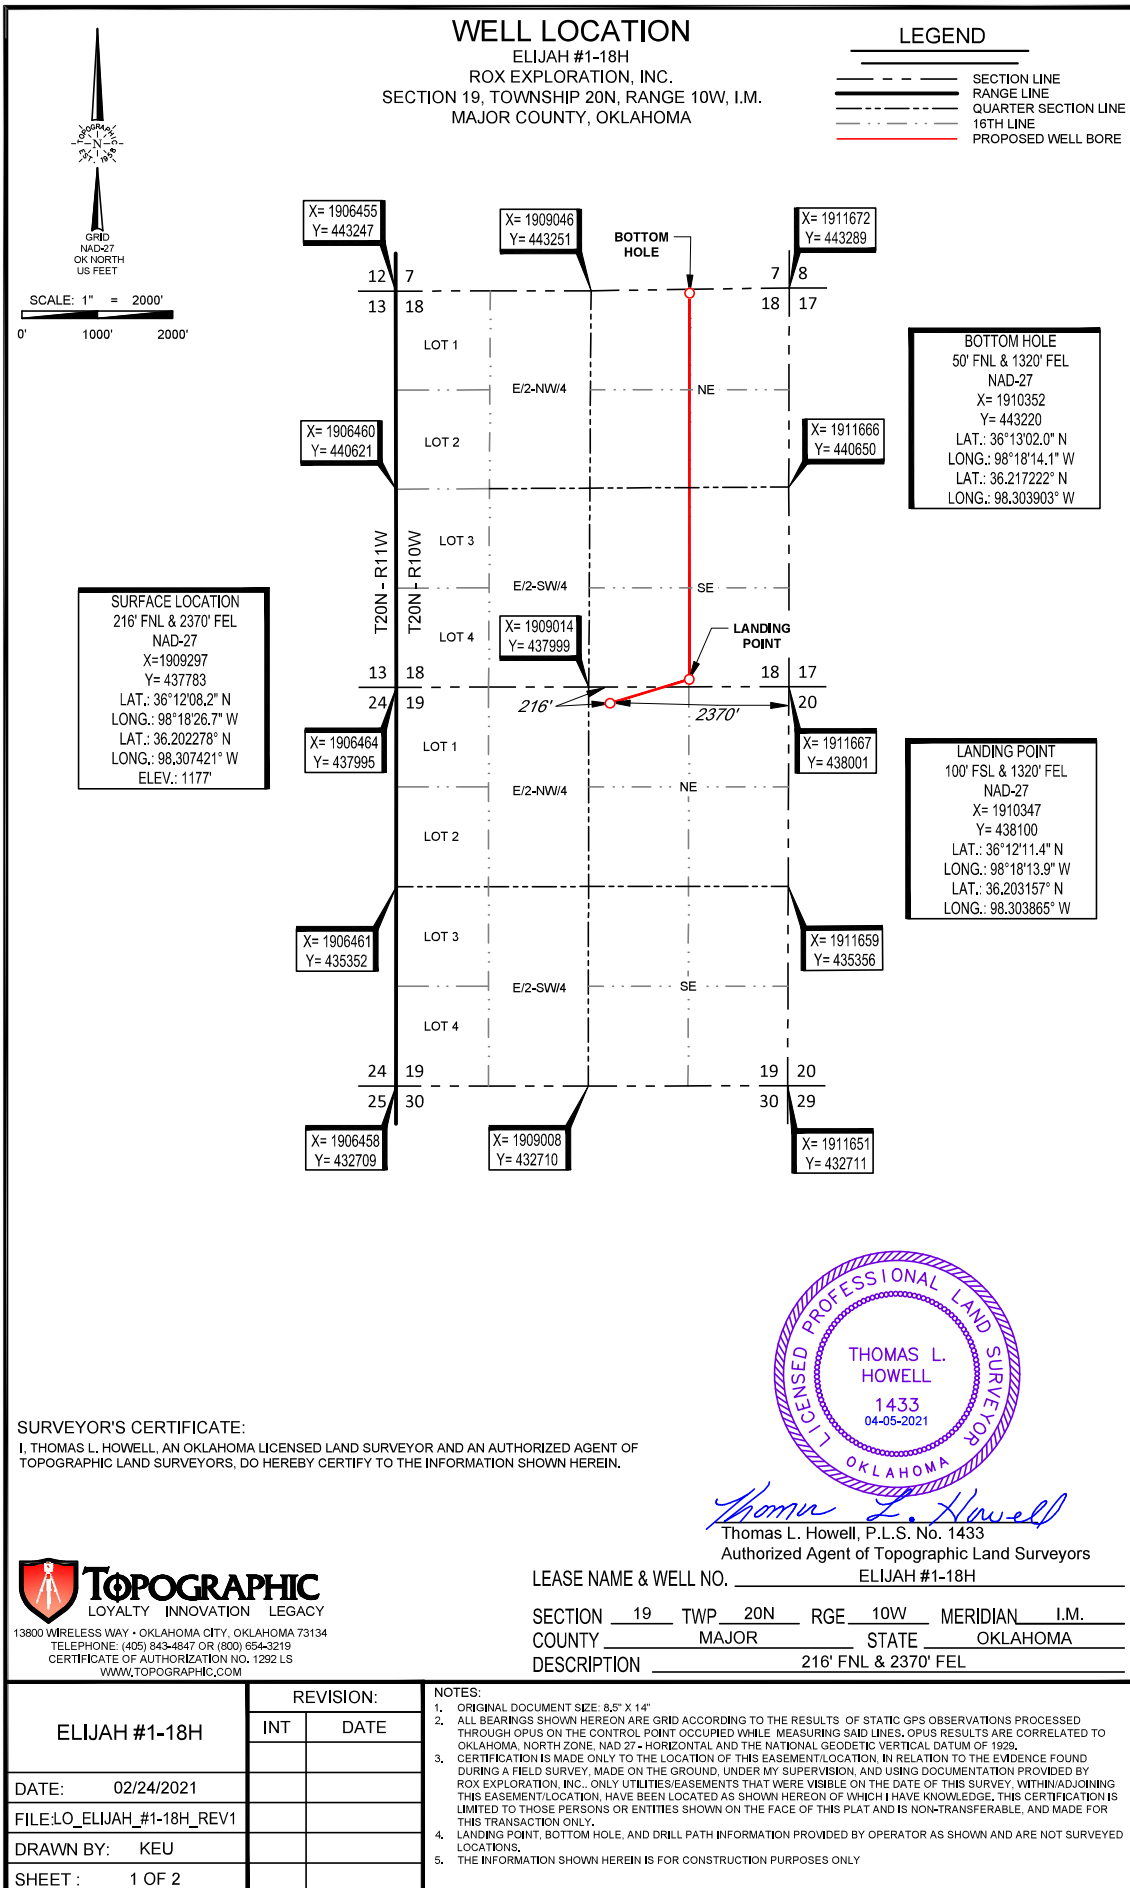 WELL LOCATION
ELIJAH #1-18H
ROX EXPLORATION, INC.
SECTION 19, TOWNSHIP 20N, RANGE 10W, I.M.
MAJOR COUNTY, OKLAHOMA
LEGEND
SECTION LINE
RANGE LINE
QUARTER SECTION LINE
16TH LINE
PROPOSED WELL BORE
TOPOGRAPHIC
N
EST. 1958
GRID
NAD-27
OK NORTH
US FEET
SCALE: 1" = 2000'
0' 1000' 2000'
X= 1906455
Y= 443247
X= 1909046
Y= 443251
X= 1911672
Y= 443289
BOTTOM
HOLE
12 7
13 18
7 8
18 17
LOT 1
E/2-NW/4
NE
LOT 2
X= 1906460
Y= 440621
X= 1911666
Y= 440650
BOTTOM HOLE
50' FNL & 1320' FEL
NAD-27
X= 1910352
Y= 443220
LAT.: 36°13'02.0" N
LONG.: 98°18'14.1" W
LAT.: 36.217222° N
LONG.: 98.303903° W
T20N - R11W
T20N - R10W
LOT 3
E/2-SW/4
SE
LOT 4
X= 1909014
Y= 437999
LANDING
POINT
SURFACE LOCATION
216' FNL & 2370' FEL
NAD-27
X=1909297
Y= 437783
LAT.: 36°12'08.2" N
LONG.: 98°18'26.7" W
LAT.: 36.202278° N
LONG.: 98.307421° W
ELEV.: 1177'
13 18
24 19
18 17
20
216'
2370'
X= 1906464
Y= 437995
X= 1911667
Y= 438001
LOT 1
E/2-NW/4
NE
LOT 2
LANDING POINT
100' FSL & 1320' FEL
NAD-27
X= 1910347
Y= 438100
LAT.: 36°12'11.4" N
LONG.: 98°18'13.9" W
LAT.: 36.203157° N
LONG.: 98.303865° W
X= 1906461
Y= 435352
X= 1911659
Y= 435356
LOT 3
E/2-SW/4
SE
LOT 4
24 19
25 30
19 20
30 29
X= 1906458
Y= 432709
X= 1909008
Y= 432710
X= 1911651
Y= 432711
LICENSED PROFESSIONAL LAND SURVEYOR
THOMAS L.
HOWELL
1433
04-05-2021
OKLAHOMA
SURVEYOR'S CERTIFICATE:
I, THOMAS L. HOWELL, AN OKLAHOMA LICENSED LAND SURVEYOR AND AN AUTHORIZED AGENT OF
TOPOGRAPHIC LAND SURVEYORS, DO HEREBY CERTIFY TO THE INFORMATION SHOWN HEREIN.
Thomas L. Howell
Thomas L. Howell, P.L.S. No. 1433
Authorized Agent of Topographic Land Surveyors
TOPOGRAPHIC
LOYALTY INNOVATION LEGACY
13800 WIRELESS WAY • OKLAHOMA CITY, OKLAHOMA 73134
TELEPHONE: (405) 843-4847 OR (800) 654-3219
CERTIFICATE OF AUTHORIZATION NO. 1292 LS
WWW.TOPOGRAPHIC.COM
LEASE NAME & WELL NO. ELIJAH #1-18H
SECTION 19 TWP 20N RGE 10W MERIDIAN I.M.
COUNTY MAJOR STATE OKLAHOMA
DESCRIPTION 216' FNL & 2370' FEL
ELIJAH #1-18H
REVISION:
INT DATE
DATE: 02/24/2021
FILE:LO_ELIJAH_#1-18H_REV1
DRAWN BY: KEU
SHEET : 1 OF 2
NOTES:
1. ORIGINAL DOCUMENT SIZE: 8.5" X 14"
2. ALL BEARINGS SHOWN HEREON ARE GRID ACCORDING TO THE RESULTS OF STATIC GPS OBSERVATIONS PROCESSED
THROUGH OPUS ON THE CONTROL POINT OCCUPIED WHILE MEASURING SAID LINES. OPUS RESULTS ARE CORRELATED TO
OKLAHOMA, NORTH ZONE, NAD 27 - HORIZONTAL AND THE NATIONAL GEODETIC VERTICAL DATUM OF 1929.
3. CERTIFICATION IS MADE ONLY TO THE LOCATION OF THIS EASEMENT/LOCATION, IN RELATION TO THE EVIDENCE FOUND
DURING A FIELD SURVEY, MADE ON THE GROUND, UNDER MY SUPERVISION, AND USING DOCUMENTATION PROVIDED BY
ROX EXPLORATION, INC.. ONLY UTILITIES/EASEMENTS THAT WERE VISIBLE ON THE DATE OF THIS SURVEY, WITHIN/ADJOINING
THIS EASEMENT/LOCATION, HAVE BEEN LOCATED AS SHOWN HEREON OF WHICH I HAVE KNOWLEDGE. THIS CERTIFICATION IS
LIMITED TO THOSE PERSONS OR ENTITIES SHOWN ON THE FACE OF THIS PLAT AND IS NON-TRANSFERABLE, AND MADE FOR
THIS TRANSACTION ONLY.
4. LANDING POINT, BOTTOM HOLE, AND DRILL PATH INFORMATION PROVIDED BY OPERATOR AS SHOWN AND ARE NOT SURVEYED
LOCATIONS.
5. THE INFORMATION SHOWN HEREIN IS FOR CONSTRUCTION PURPOSES ONLY